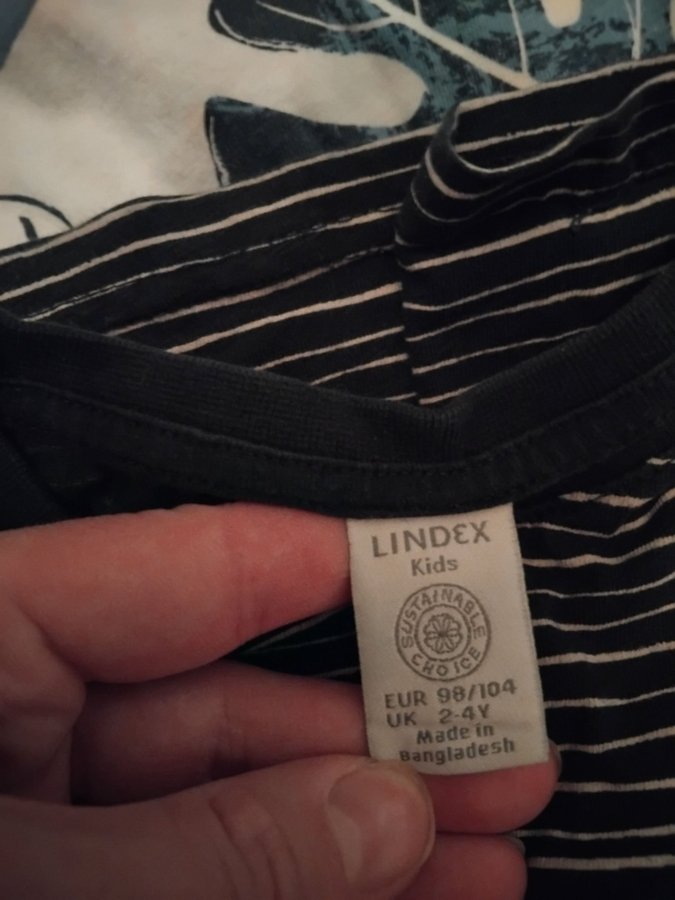 LINDEX
Kids
SUSTAINABLE
CHOICE
EUR 98/104
UK 2-4Y
Made in
Bangladesh